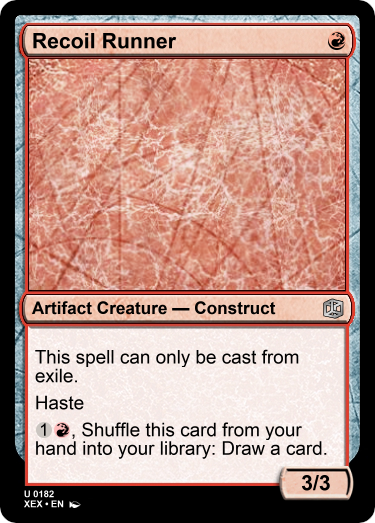 Recoil Runner
Artifact Creature — Construct
This spell can only be cast from
exile.
Haste
1, Shuffle this card from your
hand into your library: Draw a card.
3/3
U 0182
XEX • EN